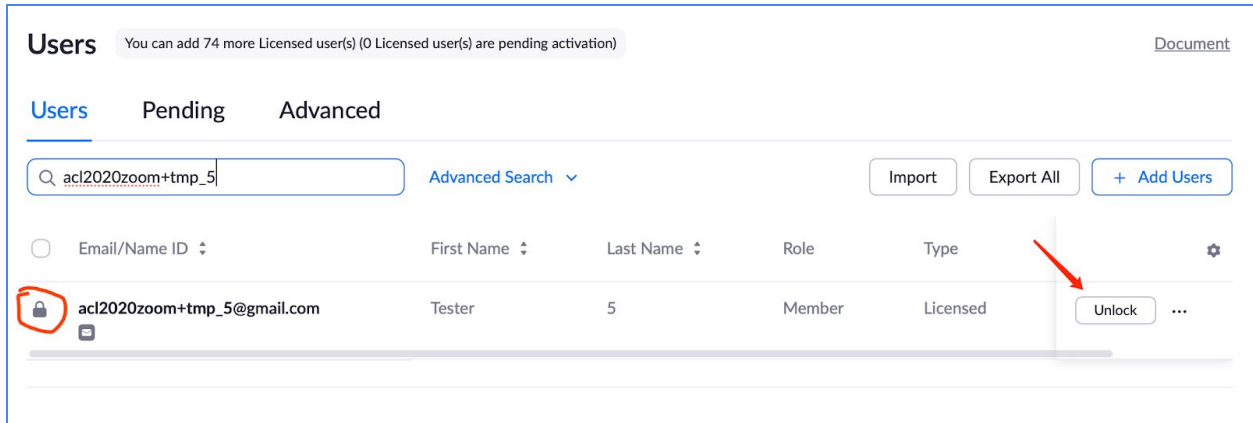 Users You can add 74 more Licensed user(s) (0 Licensed user(s) are pending activation) Document
Users Pending Advanced
acl2020zoom+tmp_5 Advanced Search Import Export All + Add Users
Email/Name ID First Name Last Name Role Type
acl2020zoom+tmp_5@gmail.com Tester 5 Member Licensed Unlock ...